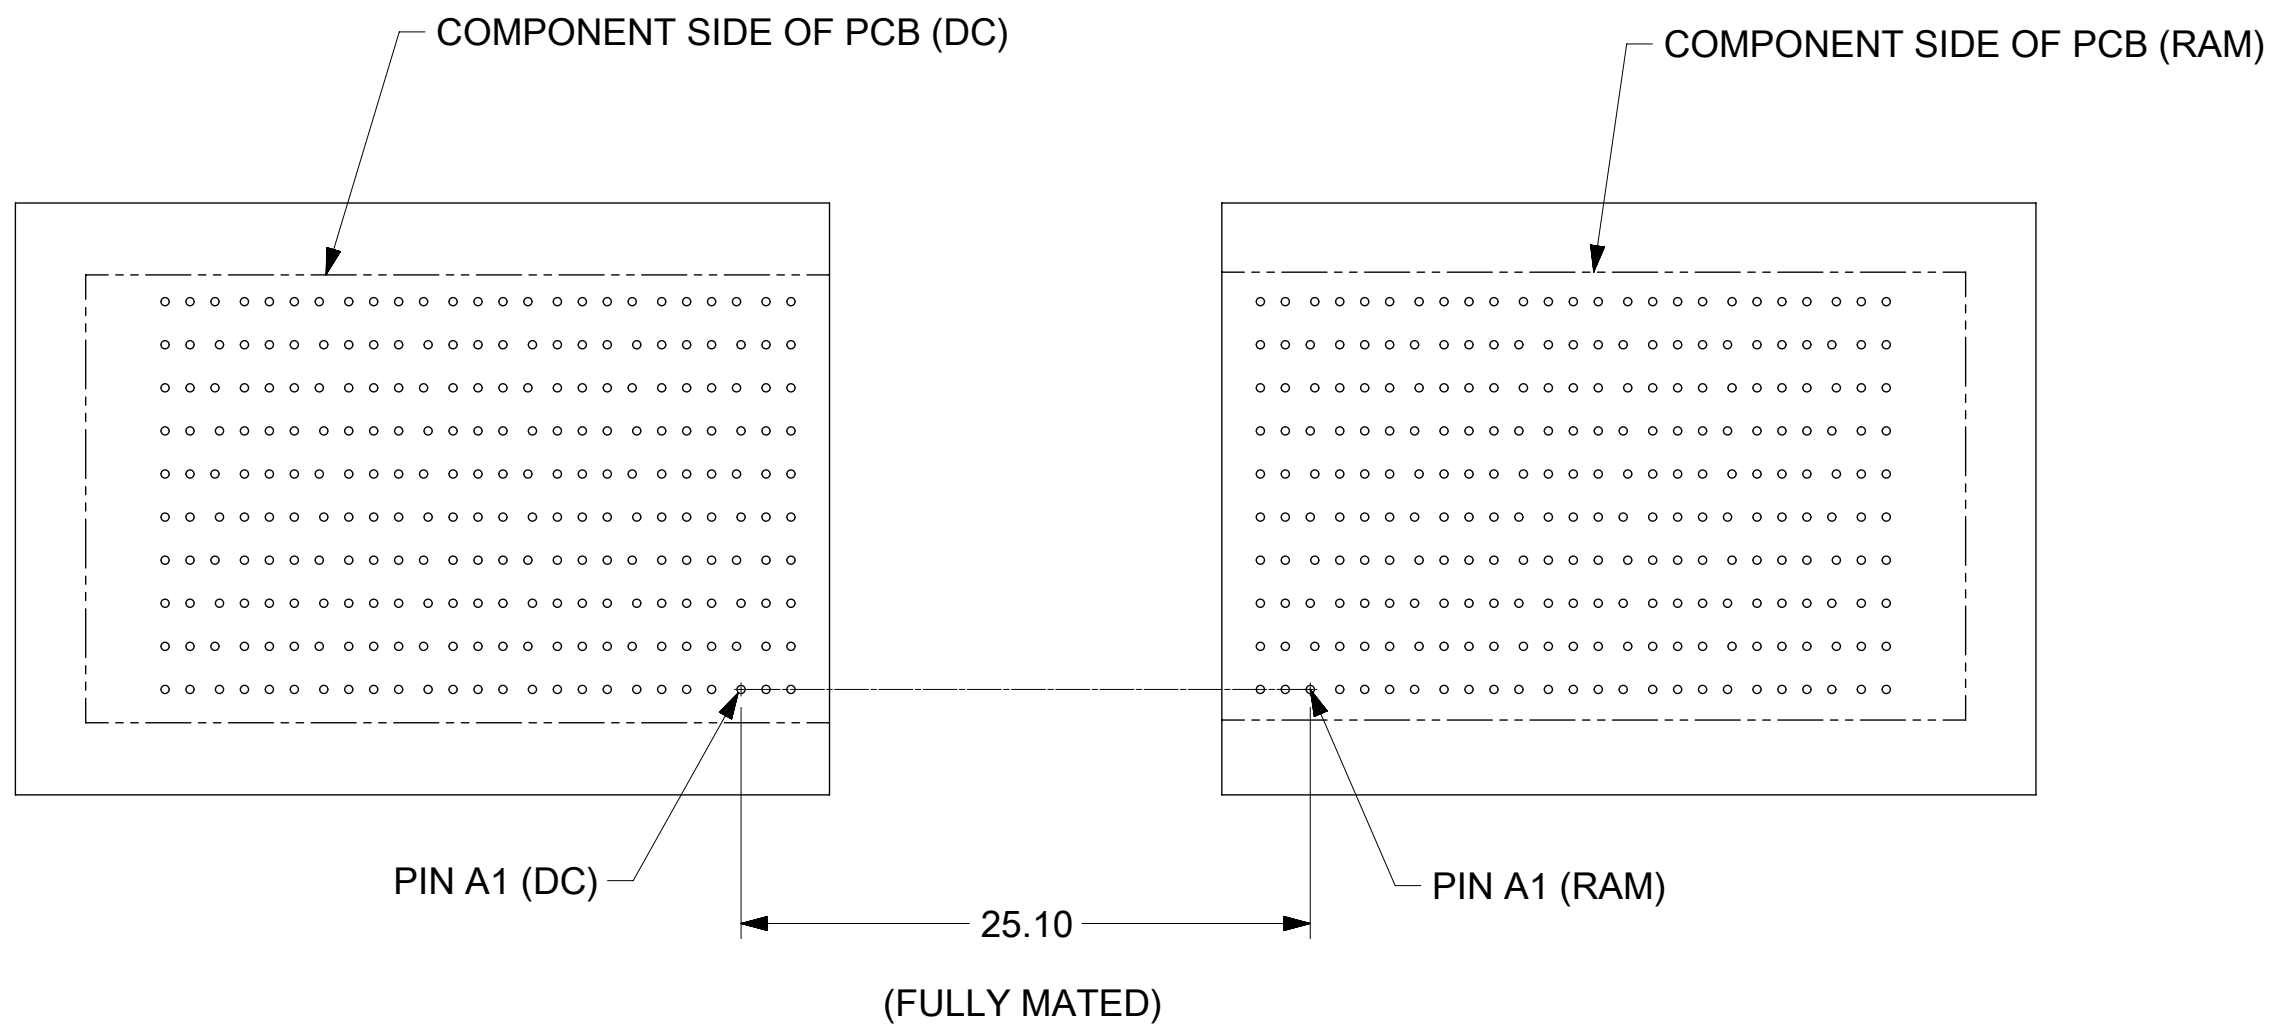 COMPONENT SIDE OF PCB (DC)
COMPONENT SIDE OF PCB (RAM)
PIN A1 (DC)
PIN A1 (RAM)
25.10
(FULLY MATED)